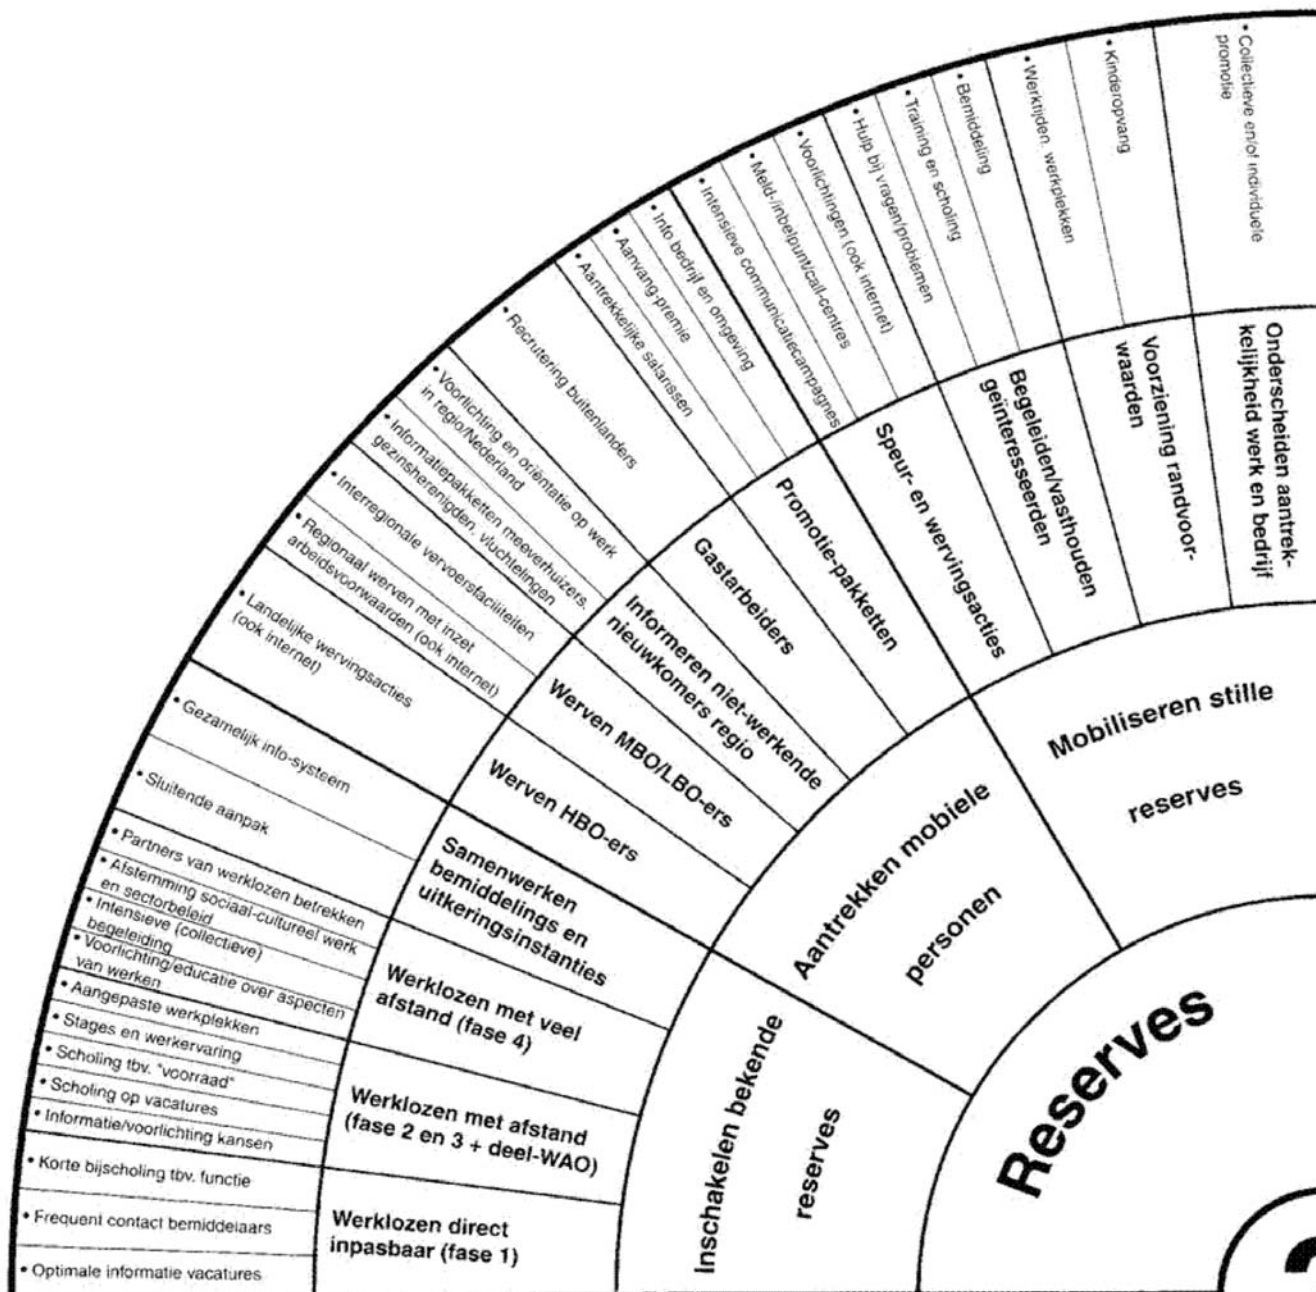 • Collectieve en/of individuele
promotie
• Kinderopvang
• Werktijden, werkplekken
• Bemiddeling
• Training en scholing
• Hulp bij vragen/problemen
• Voorlichtingen (ook internet)
• Meld-/inbelpunt/call-centres
• Intensieve communicatiecampagnes
• Info bedrijf en omgeving
• Aanvang-premie
• Aantrekkelijke salarissen
• Recrutering buitenlanders
• Voorlichting en oriëntatie op werk
in regio/Nederland
• Informatiepakketten meeverhuizers,
gezinsherenigden, vluchtelingen
• Interregionale vervoersfaciliteiten
• Regionaal werven met inzet
arbeidsvoorwaarden (ook internet)
• Landelijke wervingsacties
(ook internet)
• Gezamelijk info-systeem
• Sluitende aanpak
• Partners van werklozen betrekken
• Afstemming sociaal-cultureel werk
en sectorbeleid
• Intensieve (collectieve)
begeleiding
• Voorlichting/educatie over aspecten
van werken
• Aangepaste werkplekken
• Stages en werkervaring
• Scholing tbv. "voorraad"
• Scholing op vacatures
• Informatie/voorlichting kansen
• Korte bijscholing tbv. functie
• Frequent contact bemiddelaars
• Optimale informatie vacatures
Onderscheiden aantrek-
kelijkheid werk en bedrijf
Voorziening randvoor-
waarden
Begeleiden/vasthouden
geïnteresseerden
Speur- en wervingsacties
Promotie-pakketten
Gastarbeiders
Informeren niet-werkende
nieuwkomers regio
Werven MBO/LBO-ers
Werven HBO-ers
Samenwerken
bemiddelings en
uitkeringsinstanties
Werklozen met veel
afstand (fase 4)
Werklozen met afstand
(fase 2 en 3 + deel-WAO)
Werklozen direct
inpasbaar (fase 1)
Mobiliseren stille
reserves
Aantrekken mobiele
personen
Inschakelen bekende
reserves
Reserves